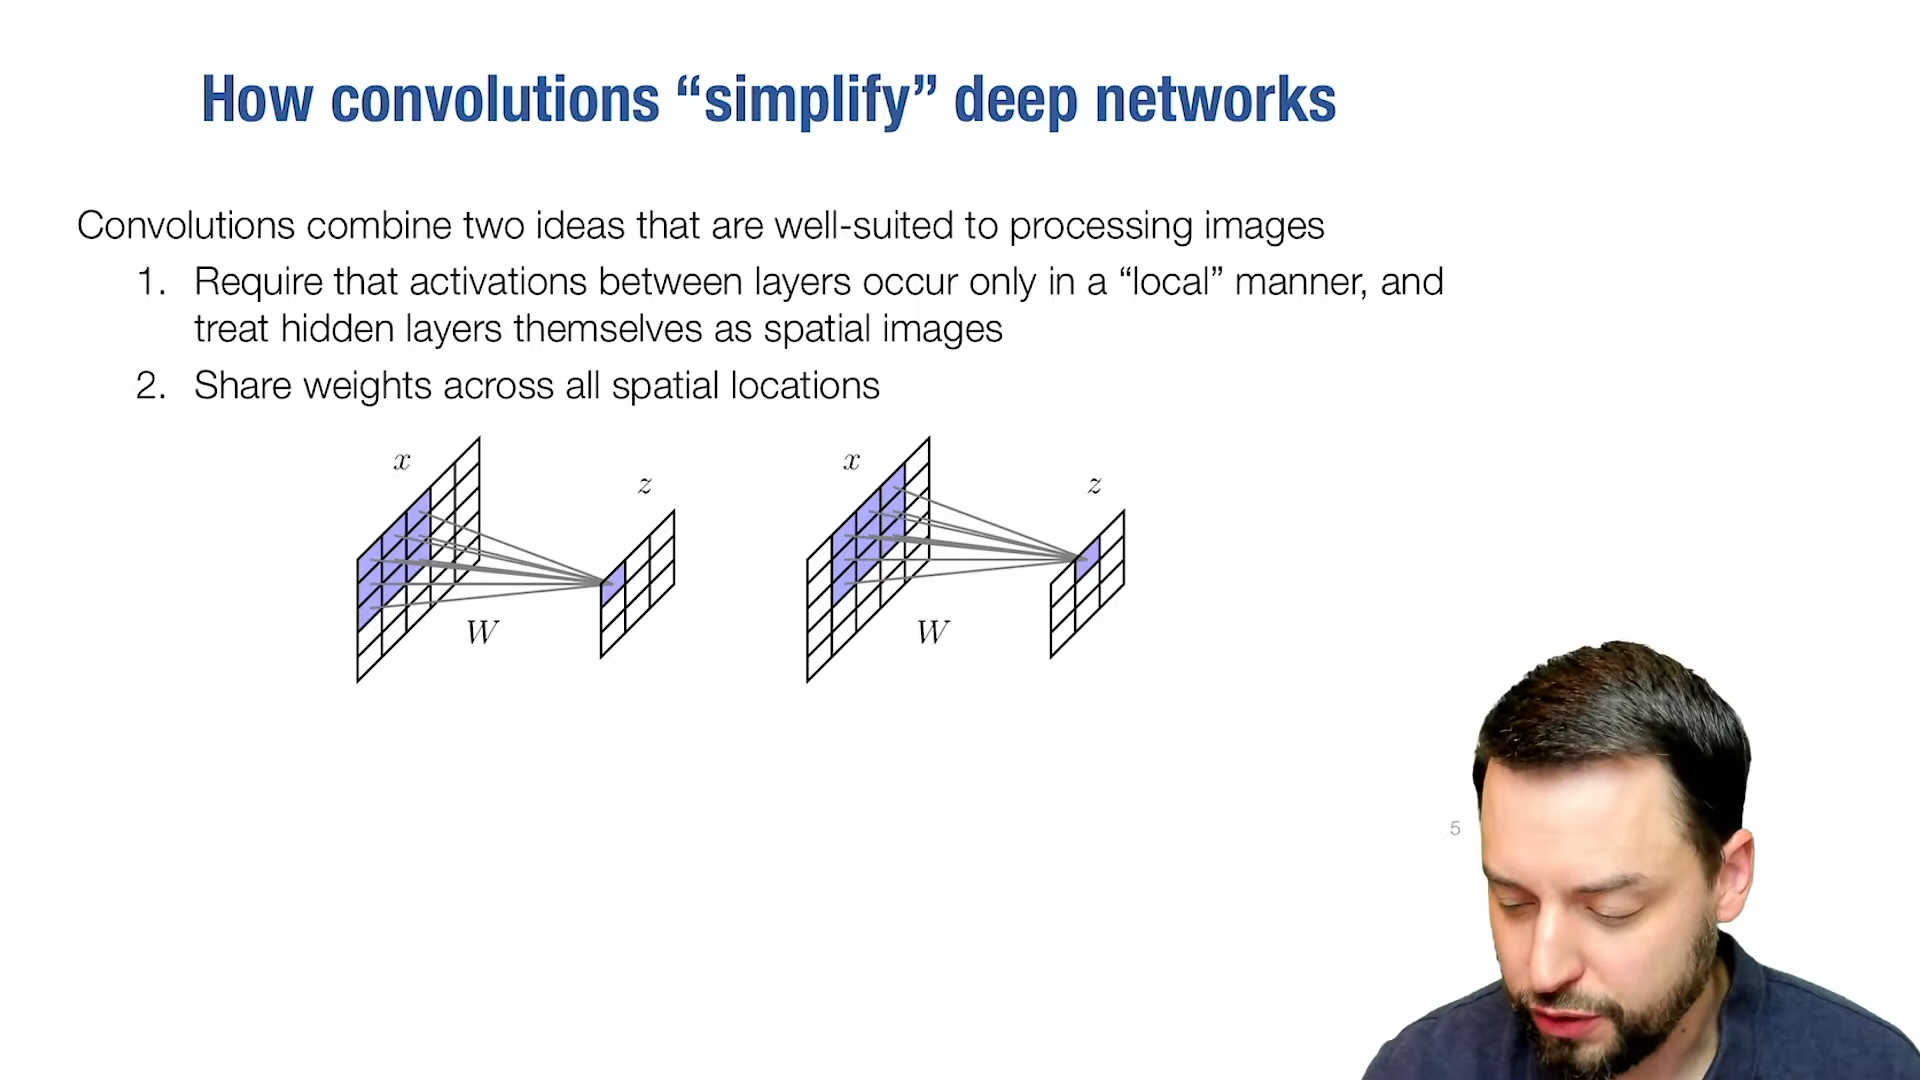 How convolutions “simplify” deep networks
Convolutions combine two ideas that are well-suited to processing images
1. Require that activations between layers occur only in a “local” manner, and
treat hidden layers themselves as spatial images
2. Share weights across all spatial locations
x
z
W
x
z
W
5